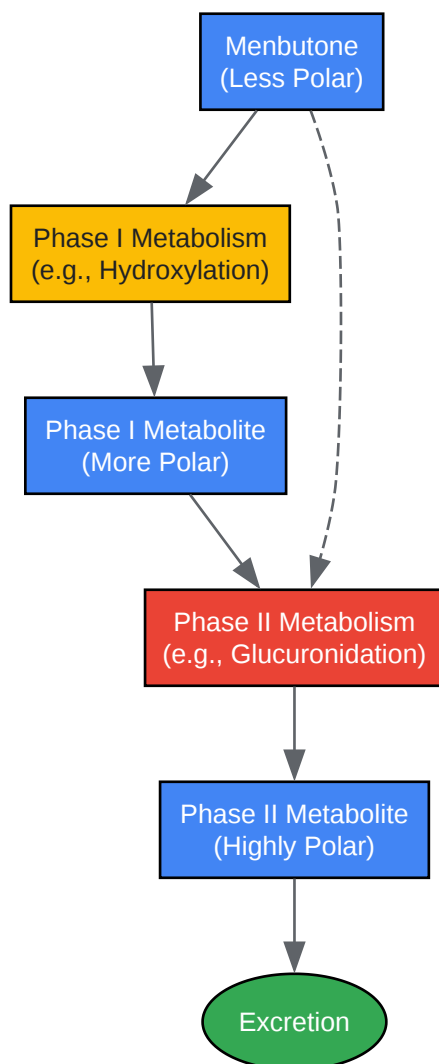 Menbutone
(Less Polar)
Phase I Metabolism
(e.g., Hydroxylation)
Phase I Metabolite
(More Polar)
Phase II Metabolism
(e.g., Glucuronidation)
Phase II Metabolite
(Highly Polar)
Excretion